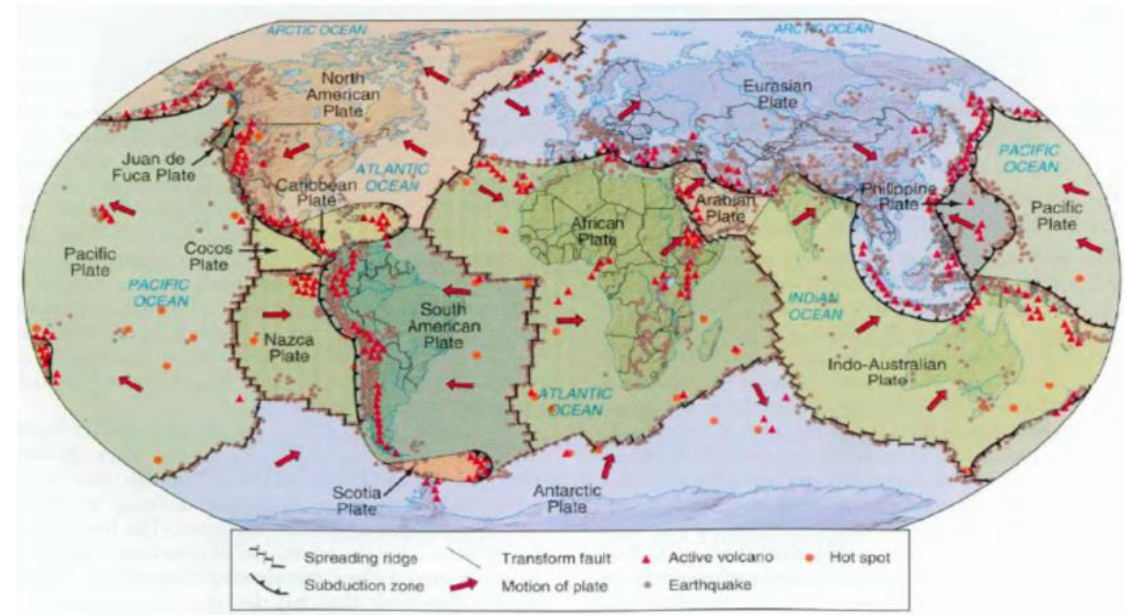 ARCTIC OCEAN
ARCTIC OCEAN
North
American
Plate
Eurasian
Plate
Juan de
Fuca Plate
ATLANTIC
OCEAN
PACIFIC
OCEAN
Caribbean
Plate
Philippine
Plate
Arabian
Plate
African
Plate
Pacific
Plate
Cocos
Plate
Pacific
Plate
PACIFIC
OCEAN
INDIAN
OCEAN
South
American
Plate
Nazca
Plate
Indo-Australian
Plate
ATLANTIC
OCEAN
Scotia
Plate
Antarctic
Plate
Spreading ridge
Transform fault
Active volcano
Hot spot
Subduction zone
Motion of plate
Earthquake